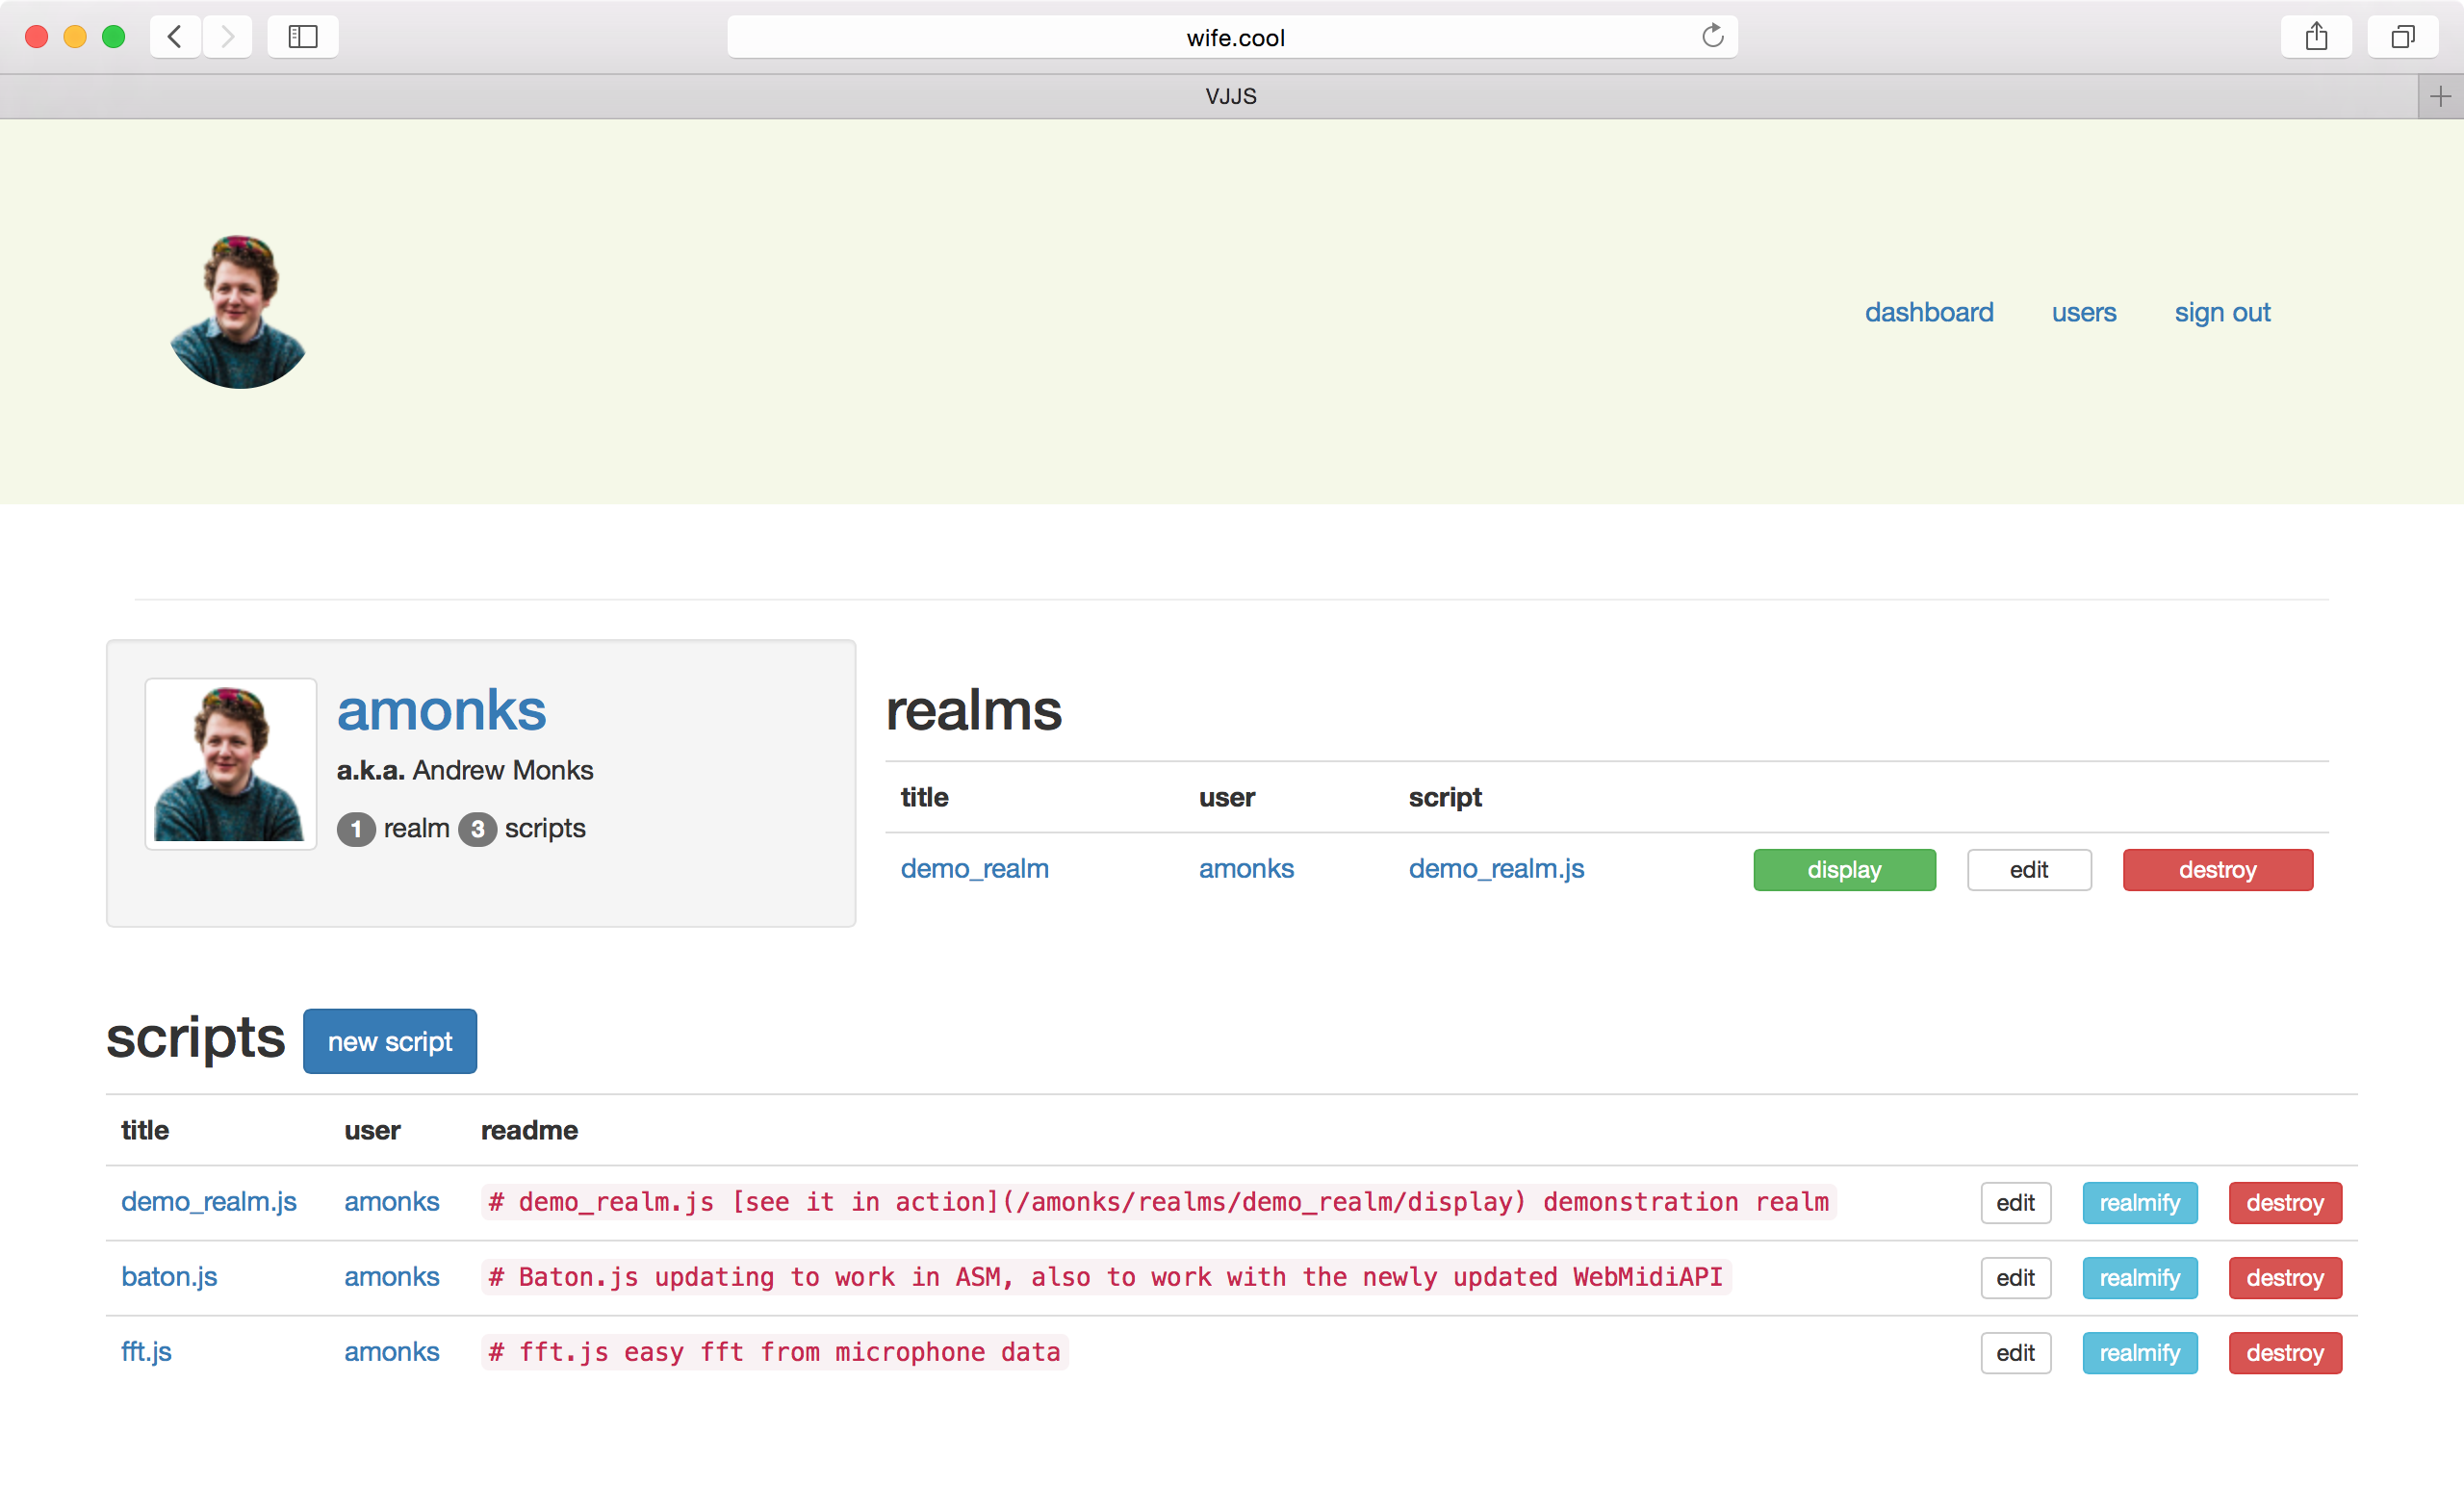 wife.cool
VJJS
dashboard users sign out
amonks
a.k.a. Andrew Monks
1 realm 3 scripts
realms
title user script
demo_realm amonks demo_realm.js display edit destroy
scripts new script
title user readme
demo_realm.js amonks # demo_realm.js [see it in action](/amonks/realms/demo_realm/display) demonstration realm edit realmify destroy
baton.js amonks # Baton.js updating to work in ASM, also to work with the newly updated WebMidiAPI edit realmify destroy
fft.js amonks # fft.js easy fft from microphone data edit realmify destroy